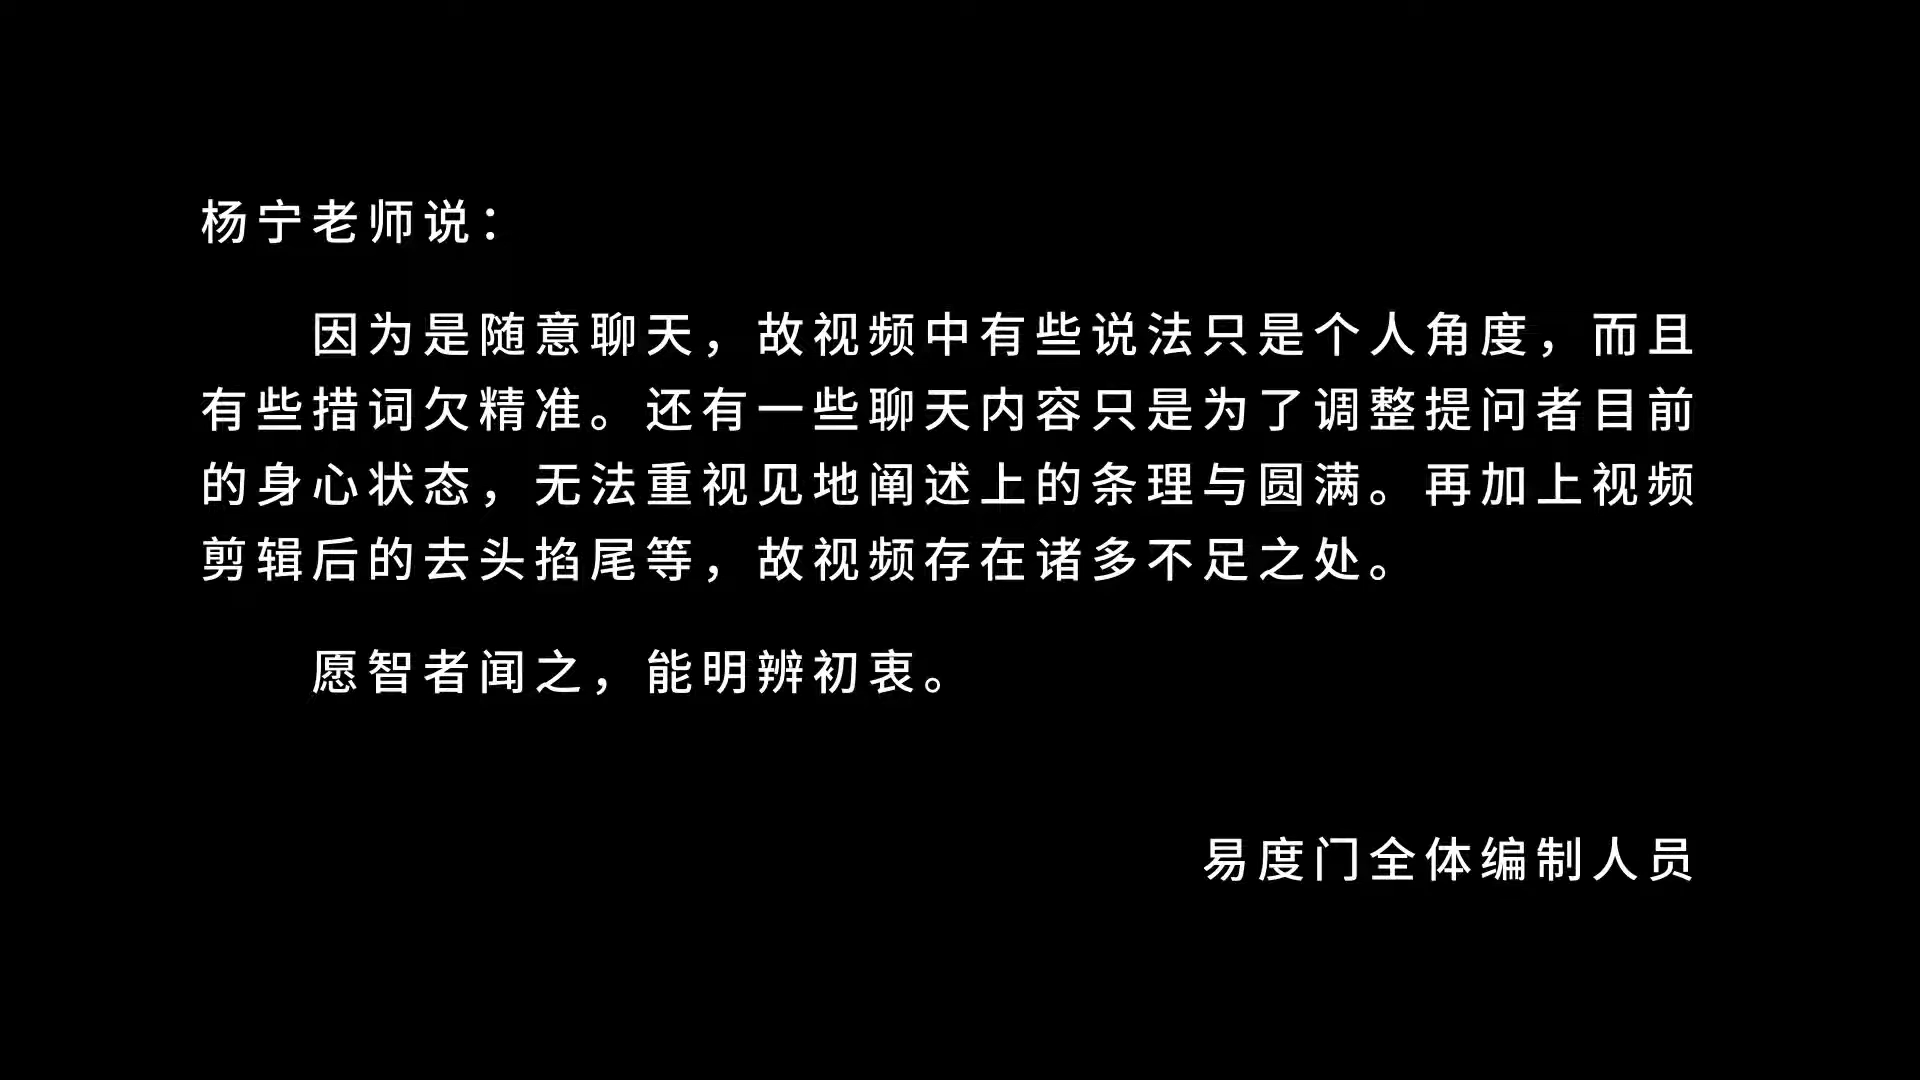 杨宁老师说：
因为是随意聊天，故视频中有些说法只是个人角度，而且
有些措词欠精准。还有一些聊天内容只是为了调整提问者目前
的身心状态，无法重视见地阐述上的条理与圆满。再加上视频
剪辑后的去头掐尾等，故视频存在诸多不足之处。
愿智者闻之，能明辨初衷。
易度门全体编制人员